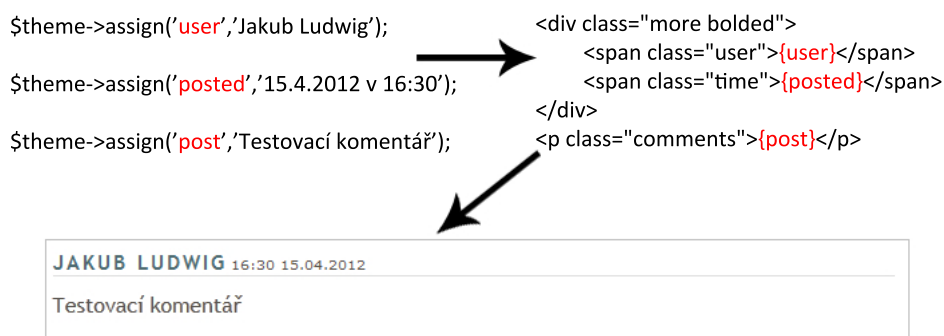 $theme->assign(’user’,’Jakub Ludwig’);
$theme->assign(’posted’,’15.4.2012 v 16:30’);
$theme->assign(’post’,’Testovací komentář’);
<div class="more bolded">
<span class="user">{user}</span>
<span class="time">{posted}</span>
</div>
<p class="comments">{post}</p>
JAKUB LUDWIG 16:30 15.04.2012
Testovací komentář